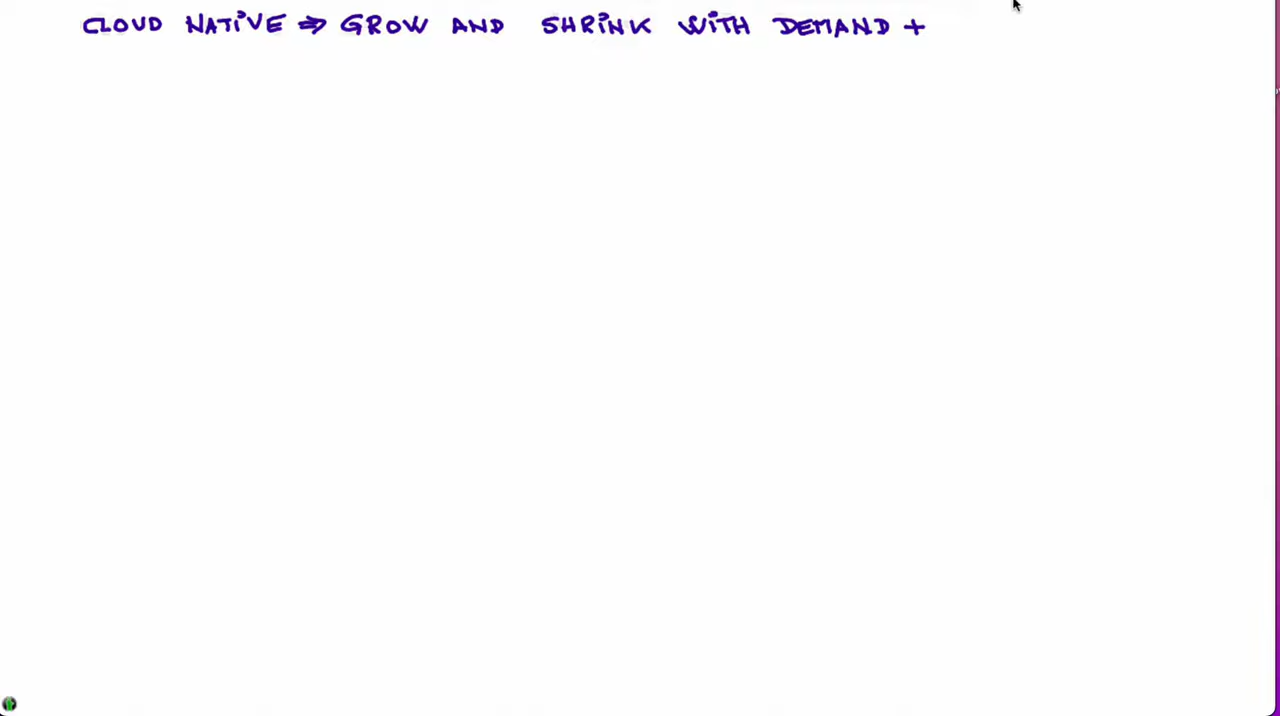 CLOUD NATIVE ⇒ GROW AND SHRINK WITH DEMAND +